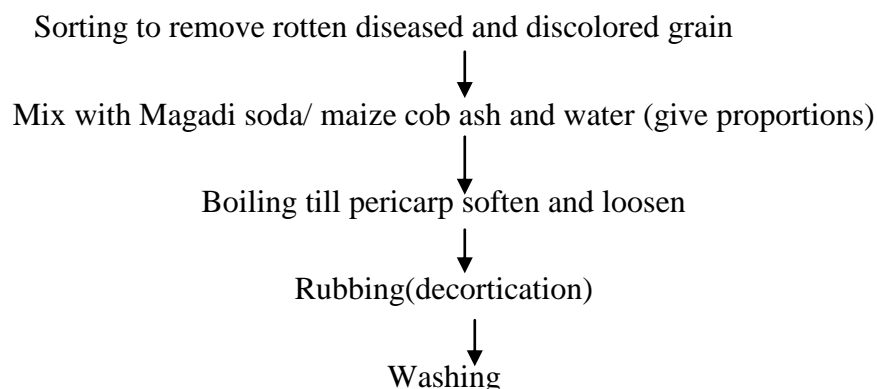 Sorting to remove rotten diseased and discolored grain
Mix with Magadi soda/ maize cob ash and water (give proportions)
Boiling till pericarp soften and loosen
Rubbing(decortication)
Washing